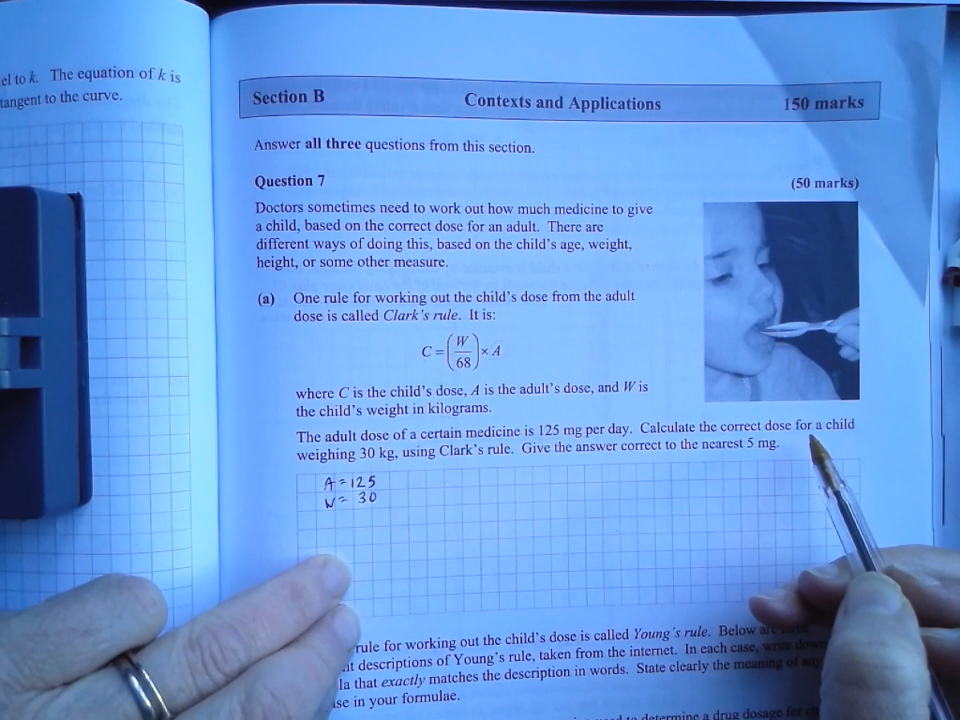 el to k. The equation of k is
tangent to the curve.
Section B Contexts and Applications 150 marks
Answer all three questions from this section.
Question 7 (50 marks)
Doctors sometimes need to work out how much medicine to give
a child, based on the correct dose for an adult. There are
different ways of doing this, based on the child's age, weight,
height, or some other measure.
(a) One rule for working out the child's dose from the adult
dose is called Clark's rule. It is:
C = (W/68) × A
where C is the child's dose, A is the adult's dose, and W is
the child's weight in kilograms.
The adult dose of a certain medicine is 125 mg per day. Calculate the correct dose for a child
weighing 30 kg, using Clark's rule. Give the answer correct to the nearest 5 mg.
A = 125
W = 30
rule for working out the child's dose is called Young's rule. Below
descriptions of Young's rule, taken from the internet. In each case, write down
la that exactly matches the description in words. State clearly the meaning of any
se in your formulae.
to determine a drug dosage for